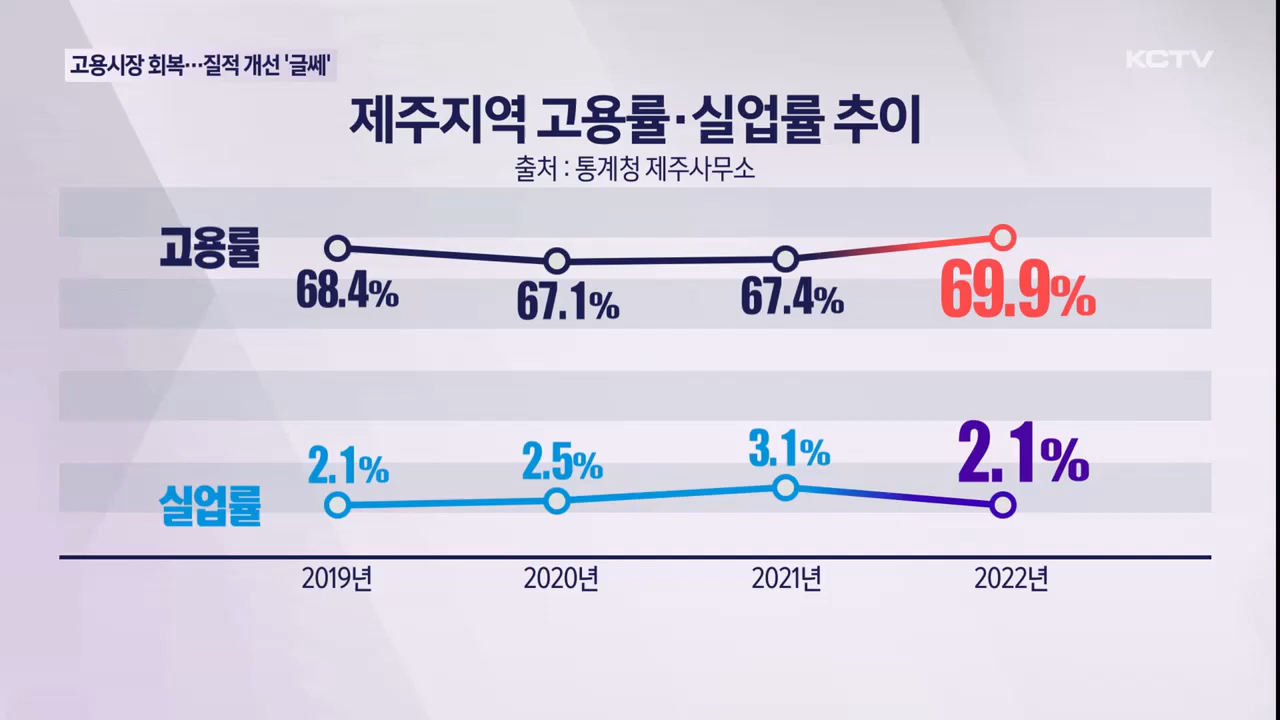 고용시장 회복…질적 개선 '글쎄'
KCTV
제주지역 고용률·실업률 추이
출처 : 통계청 제주사무소
고용률
68.4%
67.1%
67.4%
69.9%
실업률
2.1%
2.5%
3.1%
2.1%
2019년
2020년
2021년
2022년